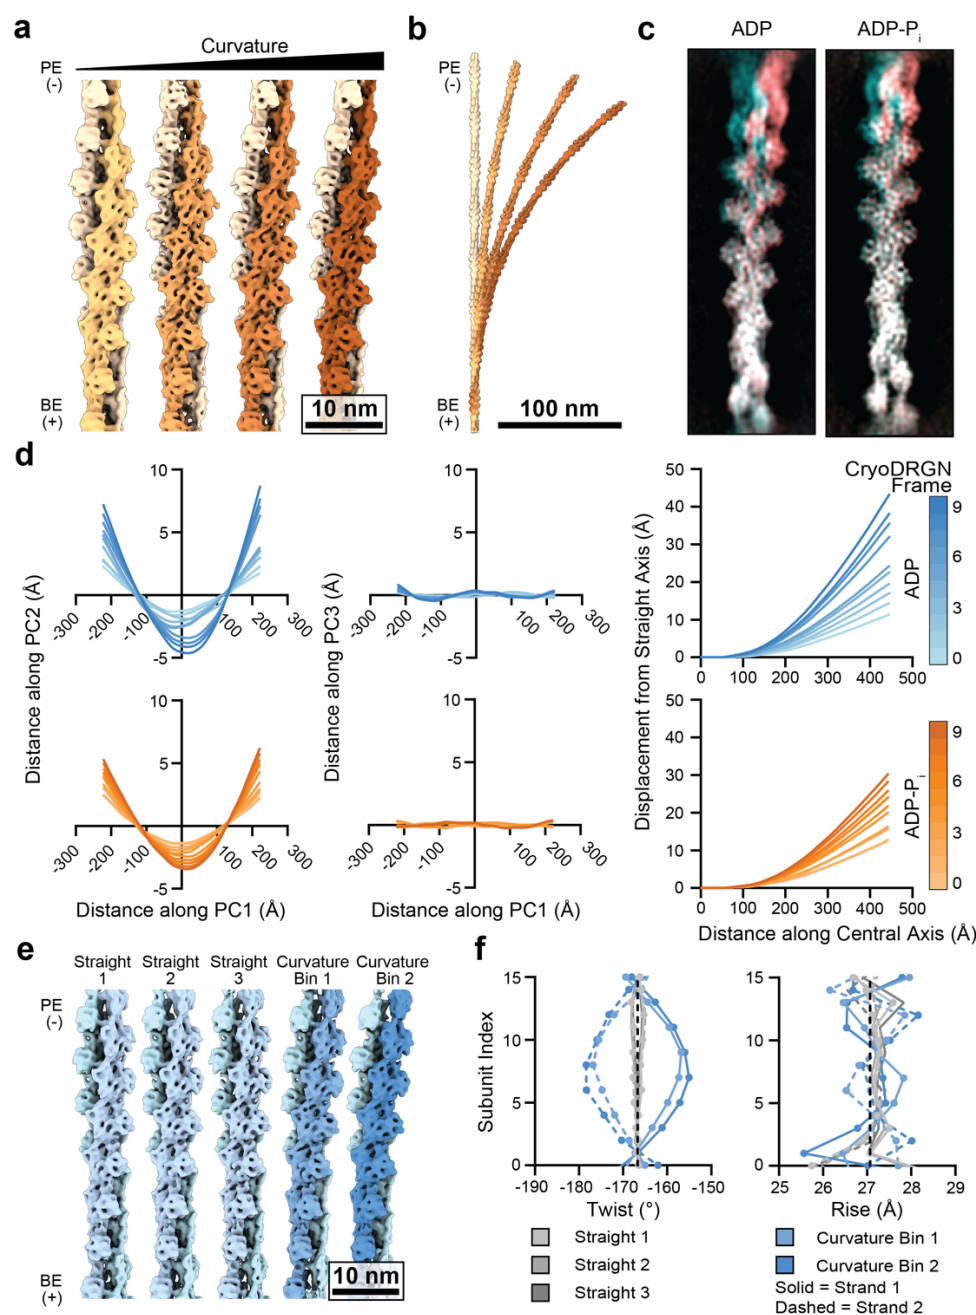 a
Curvature
PE
(-)
BE
(+)
10 nm
b
PE
(-)
BE
(+)
100 nm
c
ADP
ADP-Pi
d
Distance along PC2 (Å)
10
5
-5
-300
-100
100
200
300
10
5
-5
-300
-200
-100
100
200
300
Distance along PC1 (Å)
Distance along PC3 (Å)
10
5
-5
-300
-200
-100
0
100
200
300
10
5
-5
-300
-200
-100
0
100
200
300
Distance along PC1 (Å)
Displacement from Straight Axis (Å)
50
40
30
20
10
0
0
100
200
300
400
500
CryoDRGN
Frame
ADP
9
6
3
0
50
40
30
20
10
0
0
100
200
300
400
500
ADP-Pi
9
6
3
0
Distance along Central Axis (Å)
e
Straight
1
Straight
2
Straight
3
Curvature
Bin 1
Curvature
Bin 2
PE
(-)
BE
(+)
10 nm
f
Subunit Index
15
10
5
0
-190
-180
-170
-160
-150
Twist (°)
15
10
5
0
25
26
27
28
29
Rise (Å)
Straight 1
Straight 2
Straight 3
Curvature Bin 1
Curvature Bin 2
Solid = Strand 1
Dashed = Strand 2